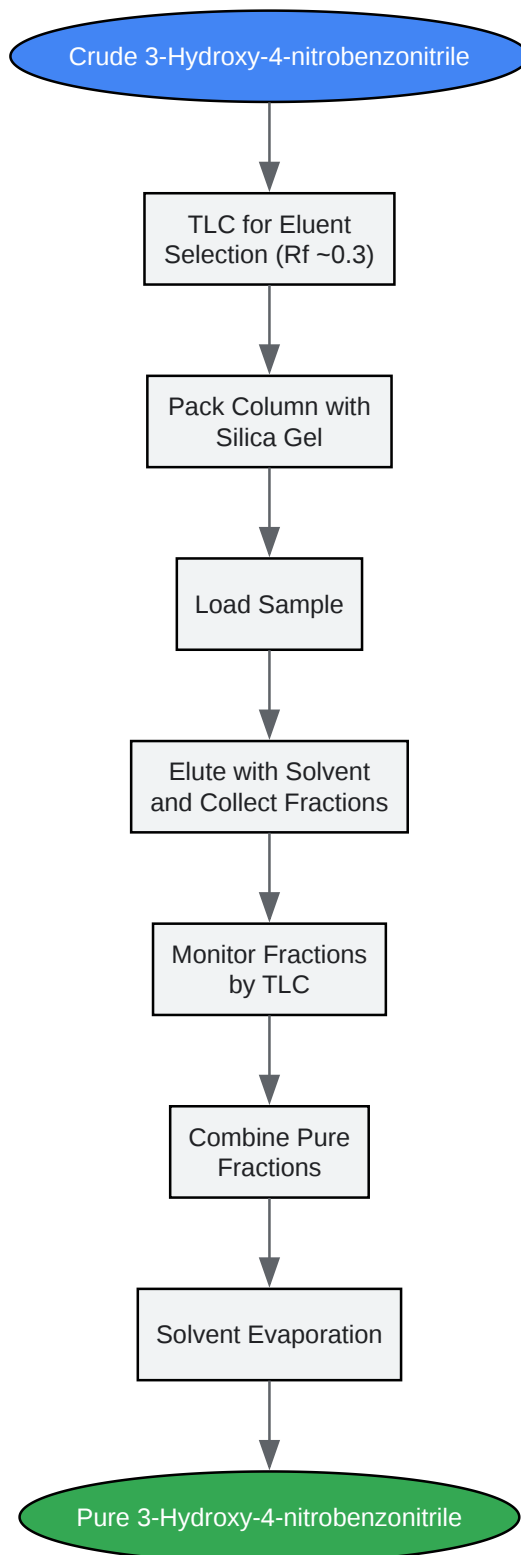 Crude 3-Hydroxy-4-nitrobenzonitrile
TLC for Eluent
Selection (Rf ~0.3)
Pack Column with
Silica Gel
Load Sample
Elute with Solvent
and Collect Fractions
Monitor Fractions
by TLC
Combine Pure
Fractions
Solvent Evaporation
Pure 3-Hydroxy-4-nitrobenzonitrile